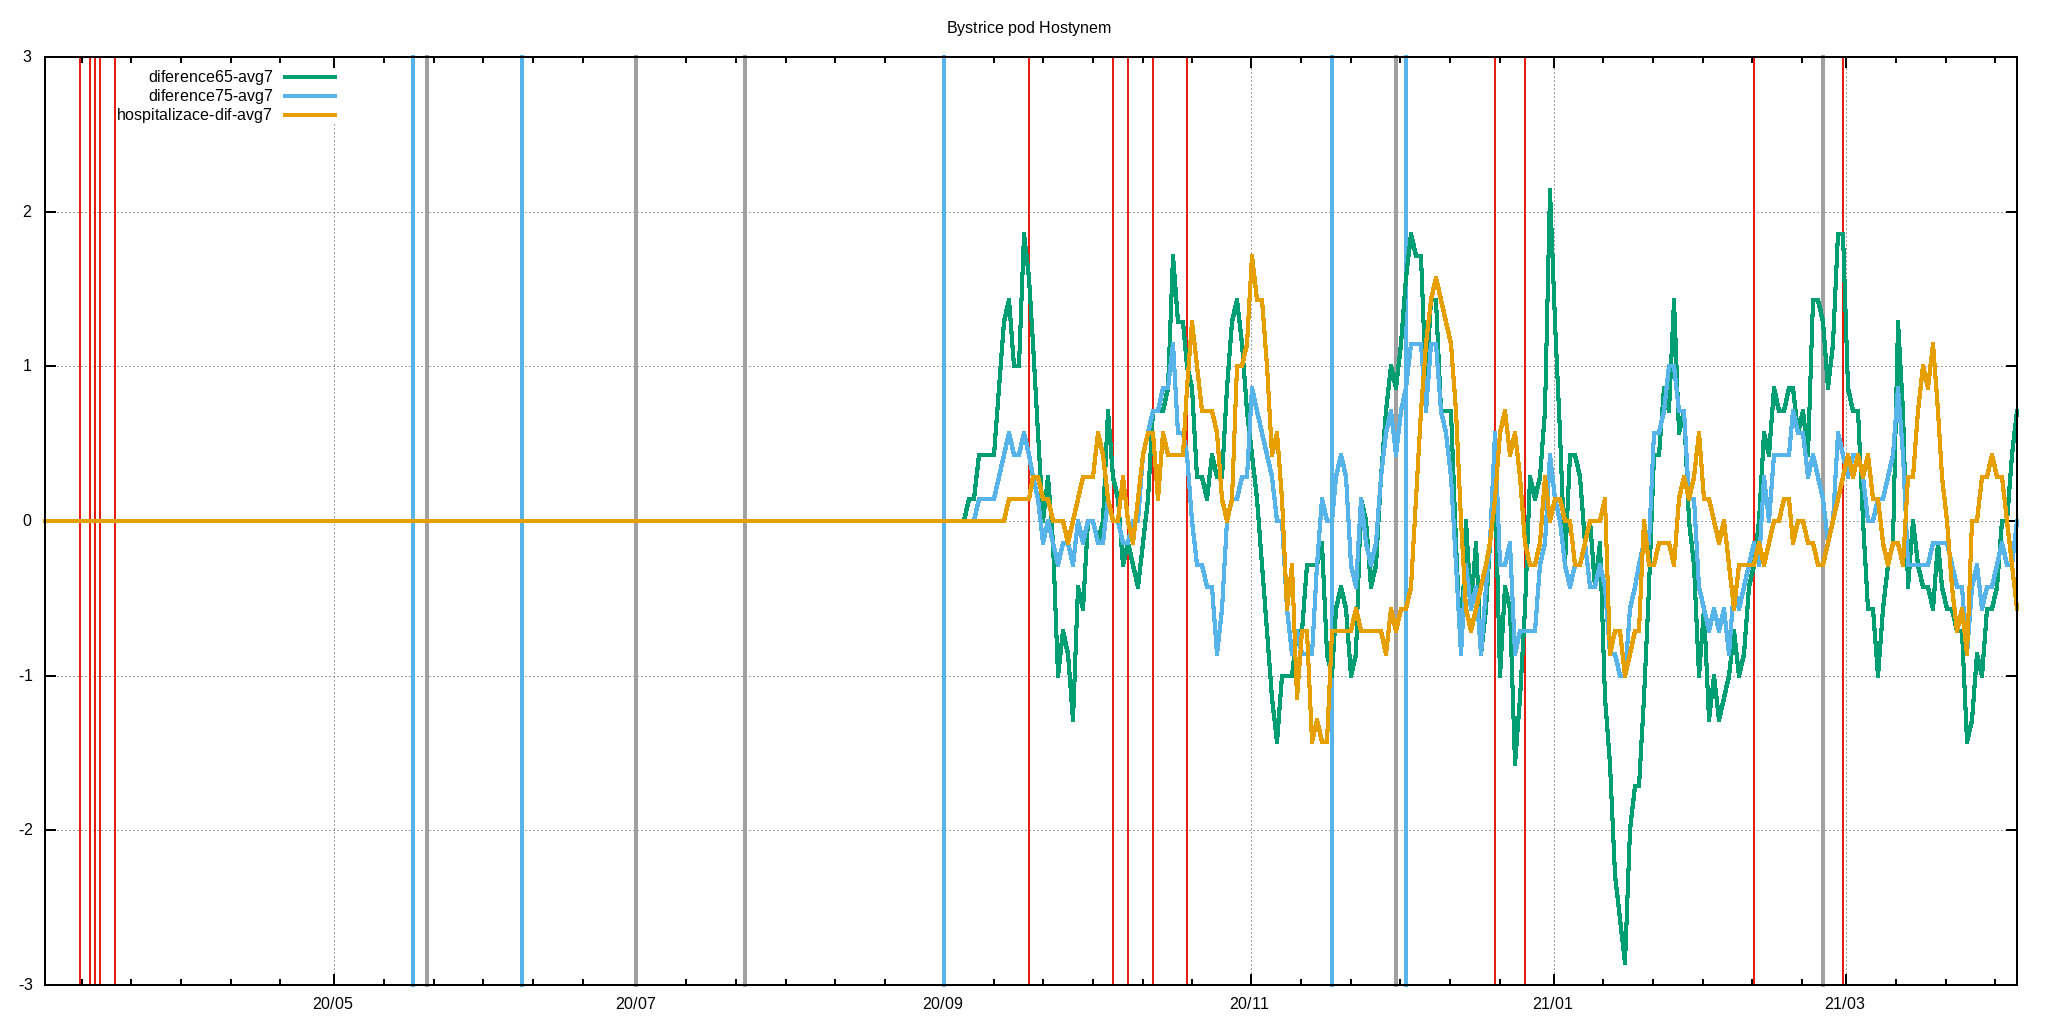 Bystrice pod Hostynem
diference65-avg7
diference75-avg7
hospitalizace-dif-avg7
3
2
1
0
-1
-2
-3
20/05 20/07 20/09 20/11 21/01 21/03